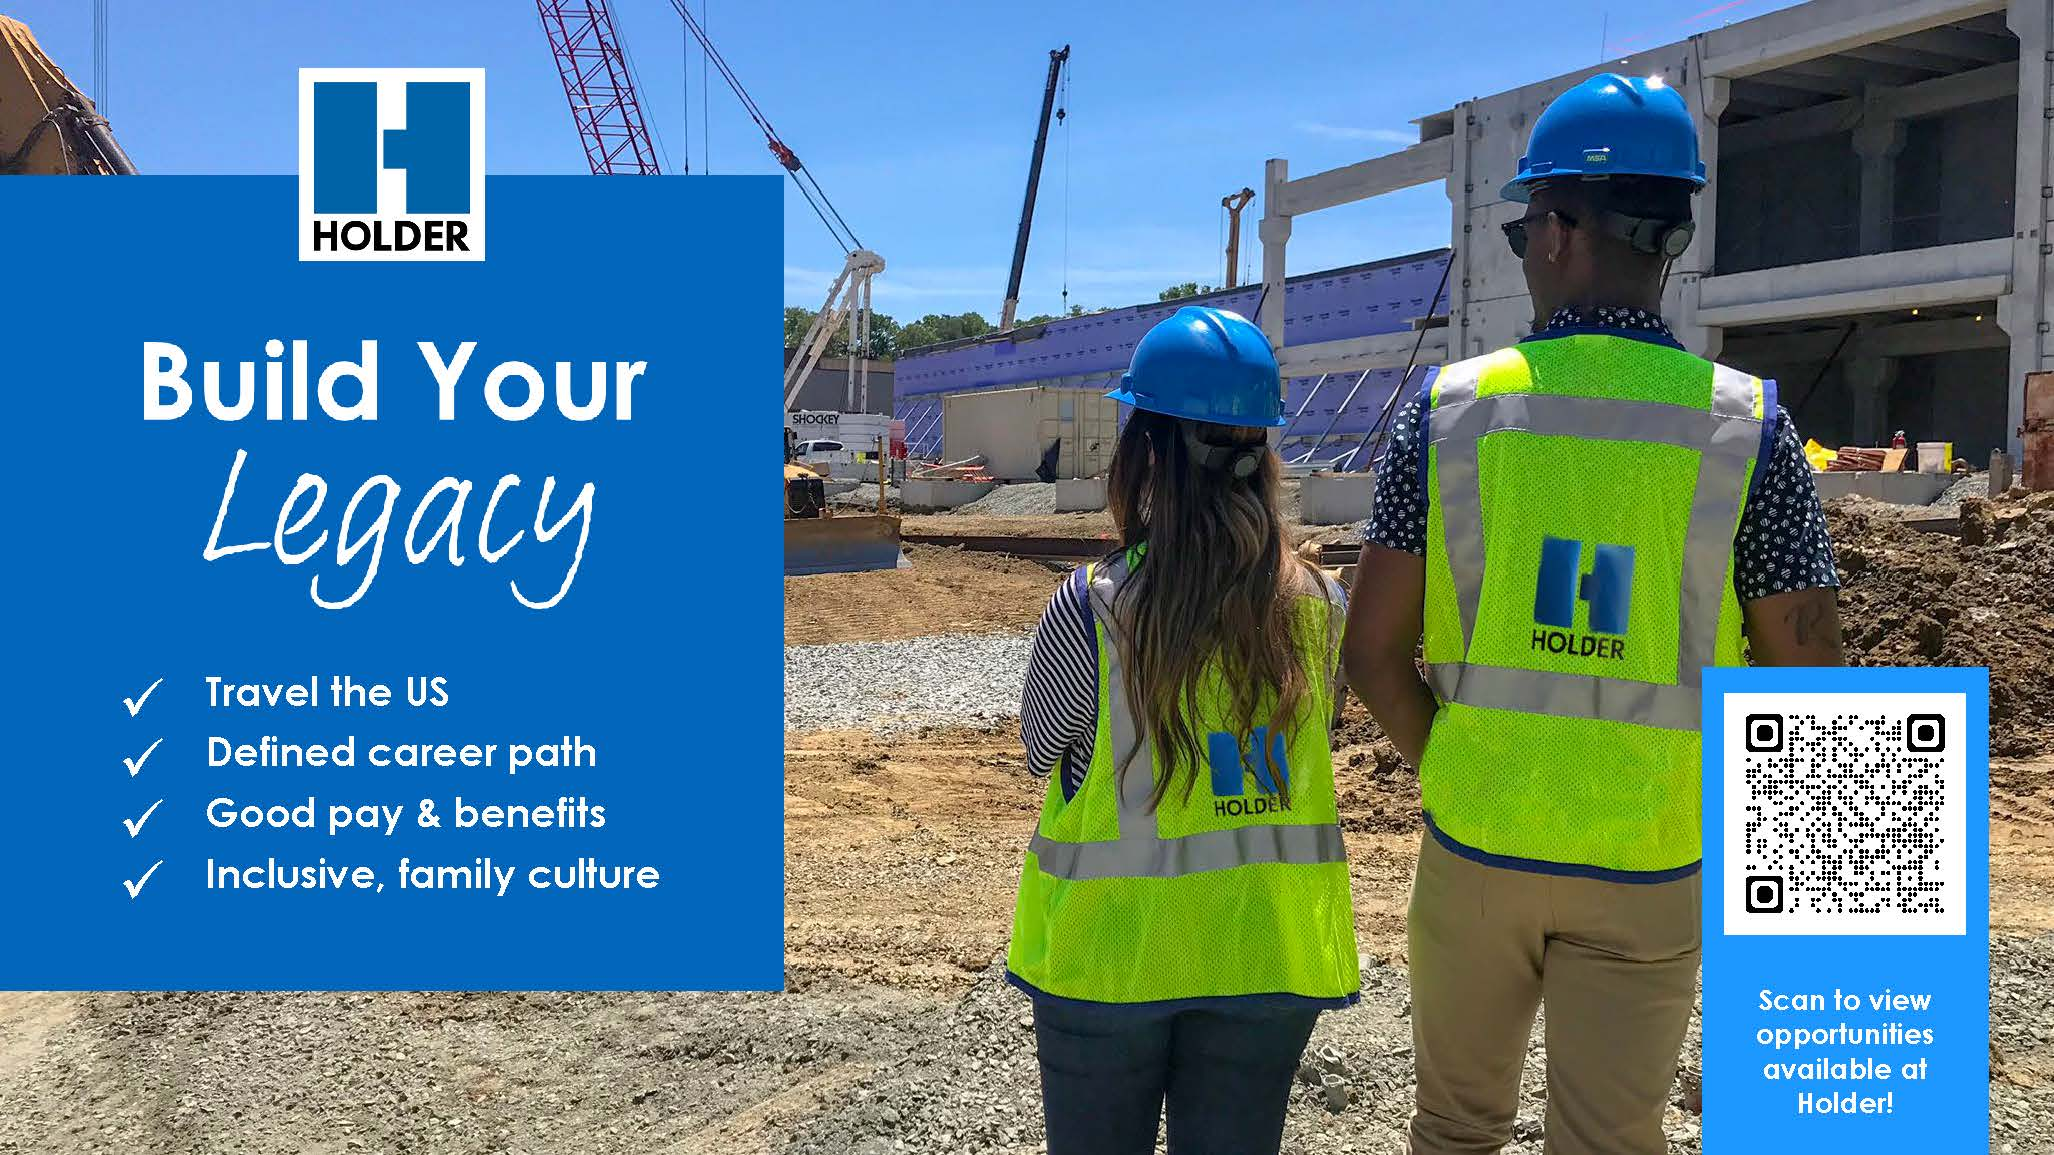 HOLDER
Build Your
Legacy
Travel the US
Defined career path
Good pay & benefits
Inclusive, family culture
SHOCKEY
MSA
HOLDER
HOLDER
Scan to view
opportunities
available at
Holder!